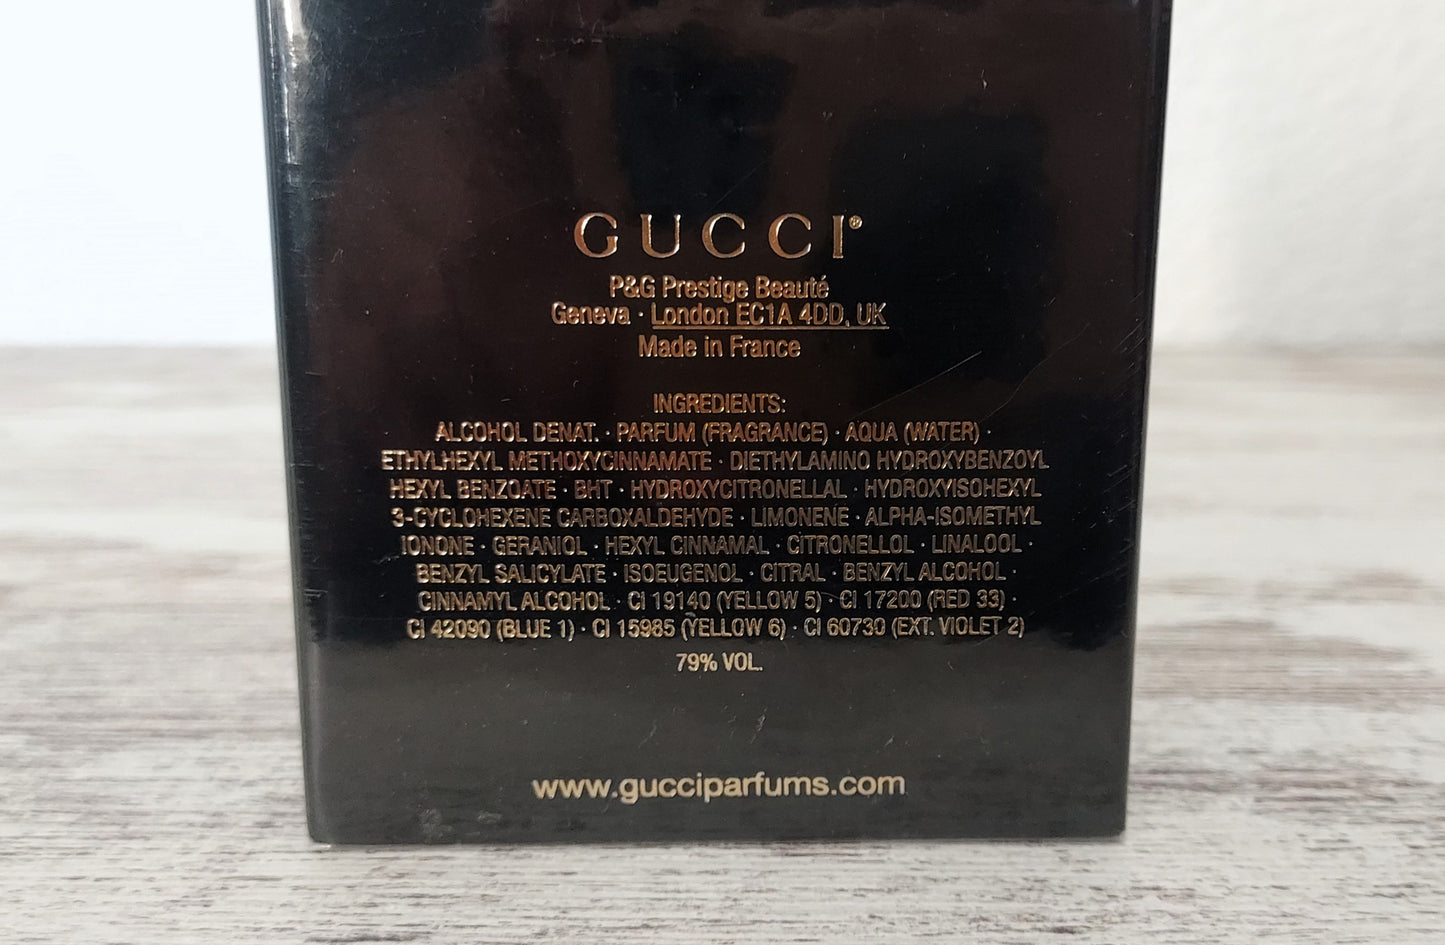 GUCCI®
P&G Prestige Beauté
Geneva · London EC1A 4DD, UK
Made in France
INGREDIENTS:
ALCOHOL DENAT. · PARFUM (FRAGRANCE) · AQUA (WATER) ·
ETHYLHEXYL METHOXYCINNAMATE · DIETHYLAMINO HYDROXYBENZOYL
HEXYL BENZOATE · BHT · HYDROXYCITRONELLAL · HYDROXYISOHEXYL
3-CYCLOHEXENE CARBOXALDEHYDE · LIMONENE · ALPHA-ISOMETHYL
IONONE · GERANIOL · HEXYL CINNAMAL · CITRONELLOL · LINALOOL ·
BENZYL SALICYLATE · ISOEUGENOL · CITRAL · BENZYL ALCOHOL ·
CINNAMYL ALCOHOL · CI 19140 (YELLOW 5) · CI 17200 (RED 33) ·
CI 42090 (BLUE 1) · CI 15985 (YELLOW 6) · CI 60730 (EXT. VIOLET 2)
79% VOL.
www.gucciparfums.com